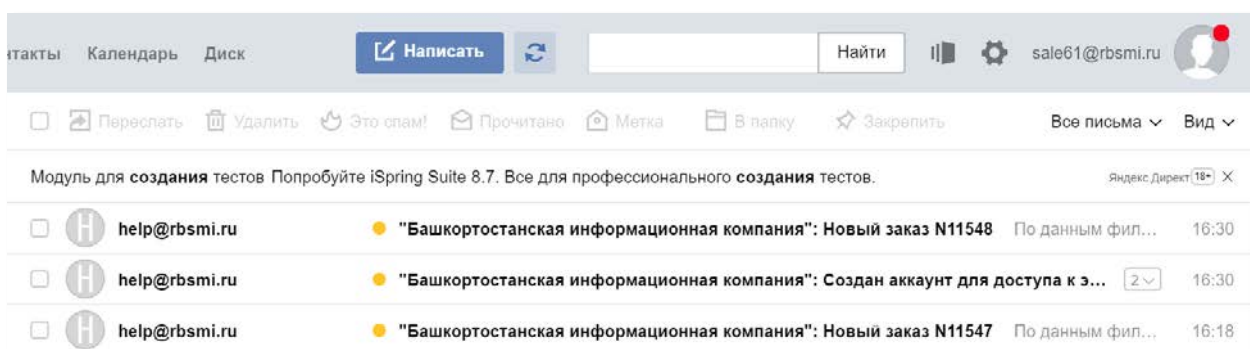 нтакты Календарь Диск Написать Найти sale61@rbsmi.ru
Переслать Удалить Это спам! Прочитано Метка В папку Закрепить Все письма Вид
Модуль для создания тестов Попробуйте iSpring Suite 8.7. Все для профессионального создания тестов. Яндекс.Директ 18+
H help@rbsmi.ru "Башкортостанская информационная компания": Новый заказ N11548 По данным фил... 16:30
H help@rbsmi.ru "Башкортостанская информационная компания": Создан аккаунт для доступа к э... 2 16:30
H help@rbsmi.ru "Башкортостанская информационная компания": Новый заказ N11547 По данным фил... 16:18